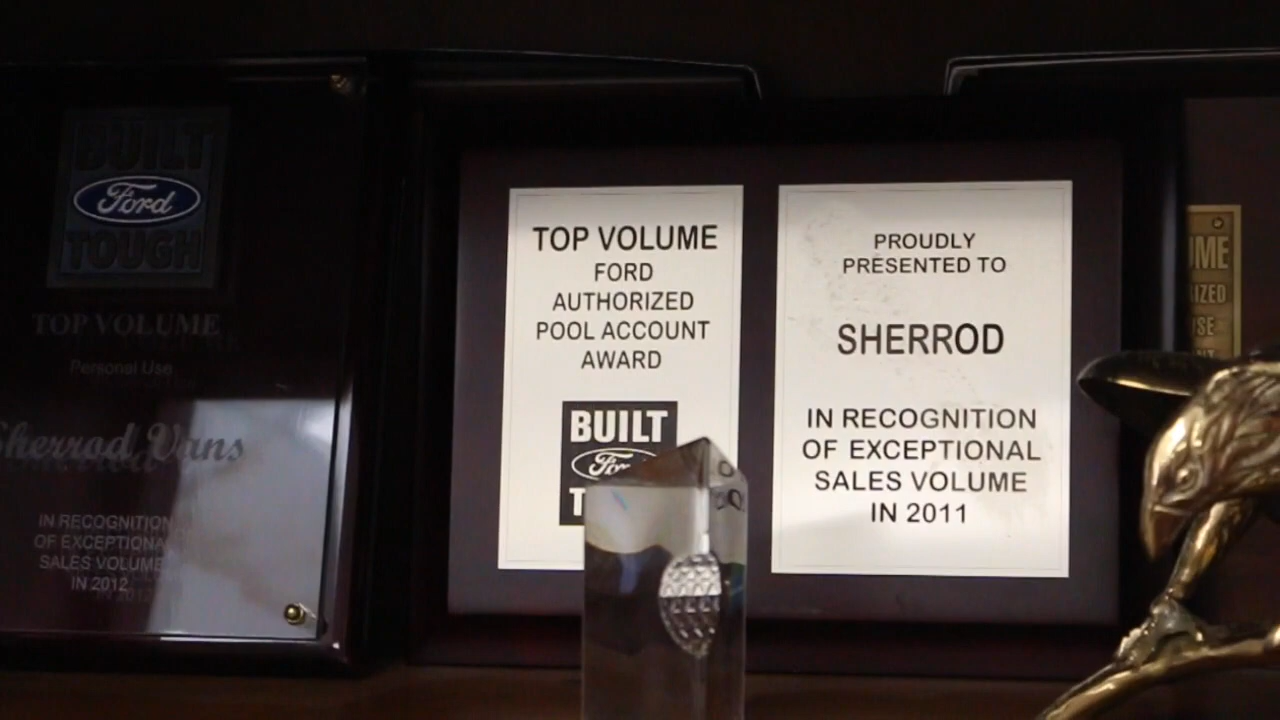 BUILT
Ford
TOUGH
TOP VOLUME
Personal Use
Sherrod Vans
IN RECOGNITION
OF EXCEPTIONAL
SALES VOLUME
IN 2012
TOP VOLUME
FORD
AUTHORIZED
POOL ACCOUNT
AWARD
BUILT
Ford
PROUDLY
PRESENTED TO
SHERROD
IN RECOGNITION
OF EXCEPTIONAL
SALES VOLUME
IN 2011